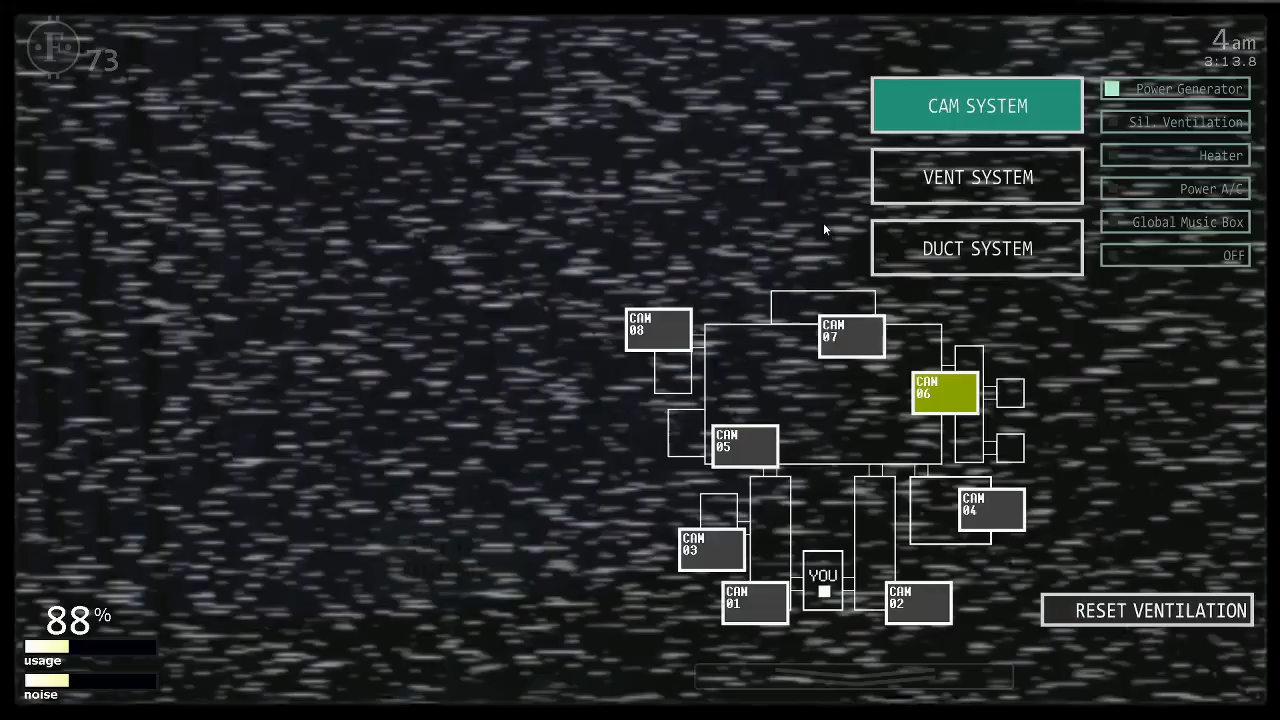 F 73
4am
3:13.8
CAM SYSTEM
VENT SYSTEM
DUCT SYSTEM
Power Generator
Sil. Ventilation
Heater
Power A/C
Global Music Box
OFF
CAM
08
CAM
07
CAM
06
CAM
05
CAM
04
CAM
03
YOU
CAM
01
CAM
02
RESET VENTILATION
88%
usage
noise